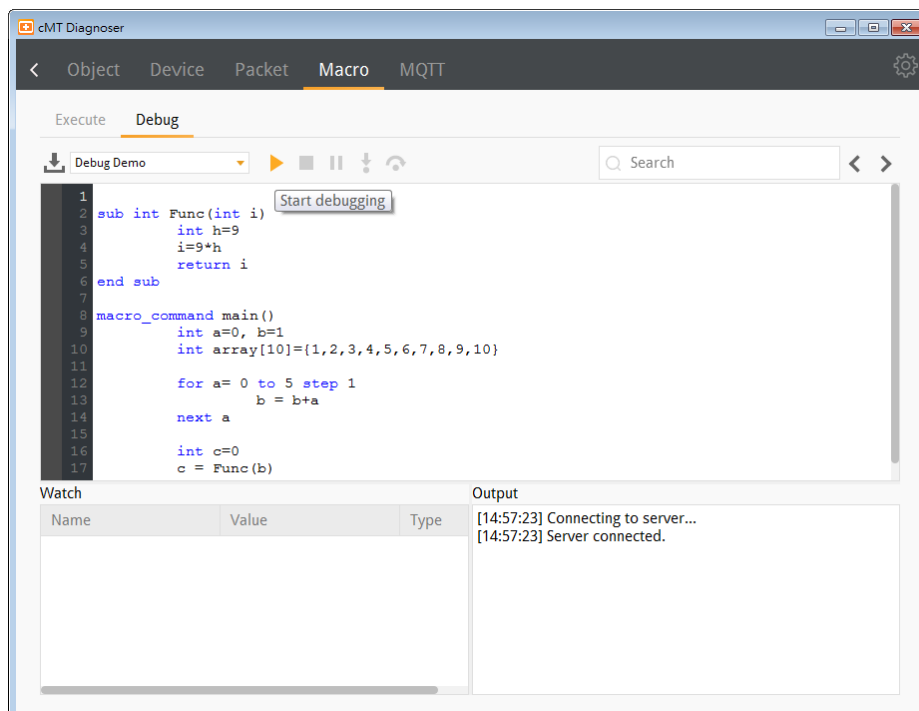 cMT Diagnoser
Object Device Packet Macro MQTT
Execute Debug
Debug Demo
Search
Start debugging
1
2 sub int Func(int i)
3 int h=9
4 i=9*h
5 return i
6 end sub
7
8 macro_command main()
9 int a=0, b=1
10 int array[10]={1,2,3,4,5,6,7,8,9,10}
11
12 for a= 0 to 5 step 1
13 b = b+a
14 next a
15
16 int c=0
17 c = Func(b)
Watch
Name Value Type
Output
[14:57:23] Connecting to server...
[14:57:23] Server connected.